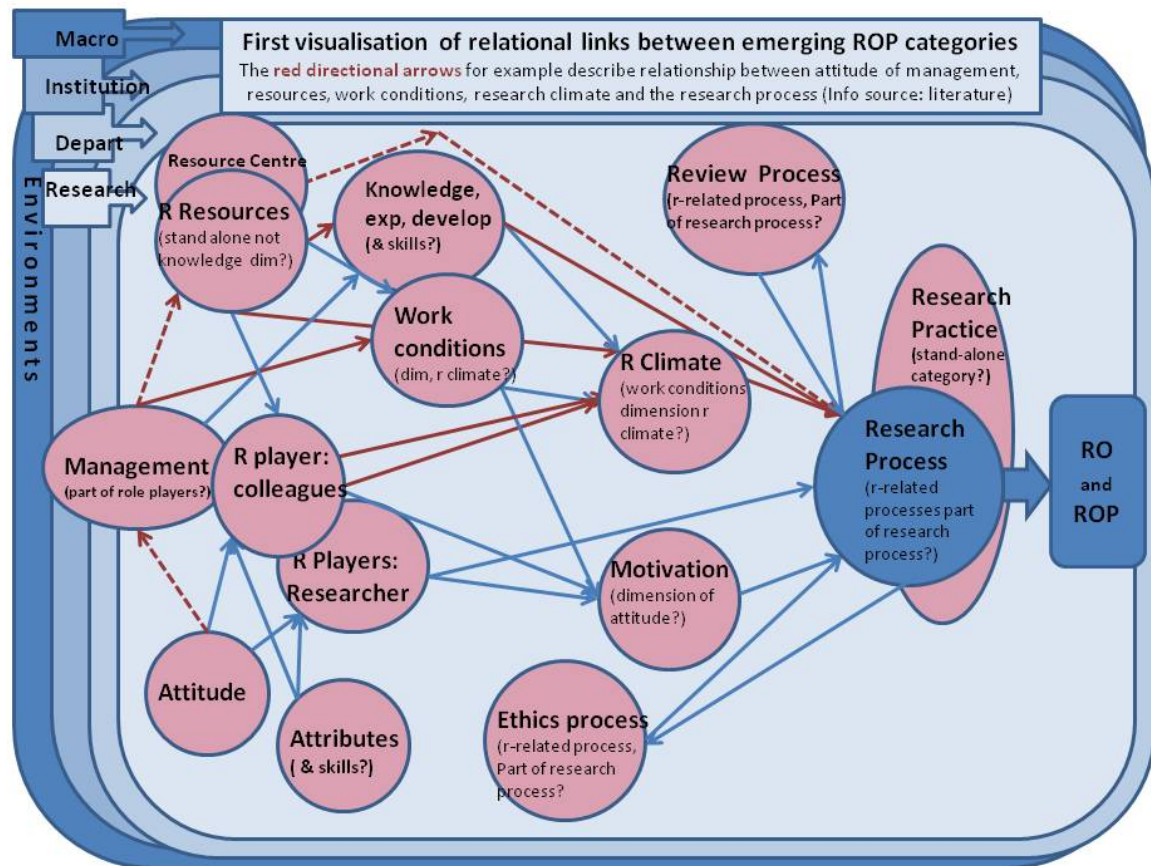 Macro
Institution
Depart
Research
Environments
First visualisation of relational links between emerging ROP categories
The red directional arrows for example describe relationship between attitude of management,
resources, work conditions, research climate and the research process (Info source: literature)
Resource Centre
R Resources
(stand alone not
knowledge dim?)
Knowledge,
exp, develop
(& skills?)
Review Process
(r-related process, Part
of research process?
Work
conditions
(dim, r climate?)
R Climate
(work conditions
dimension r
climate?)
Research
Practice
(stand-alone
category?)
Management
(part of role players?)
R player:
colleagues
Research
Process
(r-related
processes part
of research
process?)
RO
and
ROP
R Players:
Researcher
Motivation
(dimension of
attitude?)
Attitude
Attributes
( & skills?)
Ethics process
(r-related process,
Part of research
process?